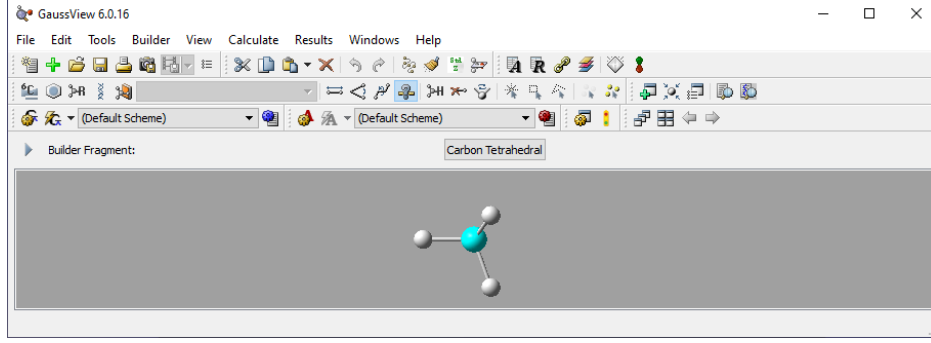 GaussView 6.0.16
File Edit Tools Builder View Calculate Results Windows Help
(Default Scheme) (Default Scheme)
Builder Fragment: Carbon Tetrahedral